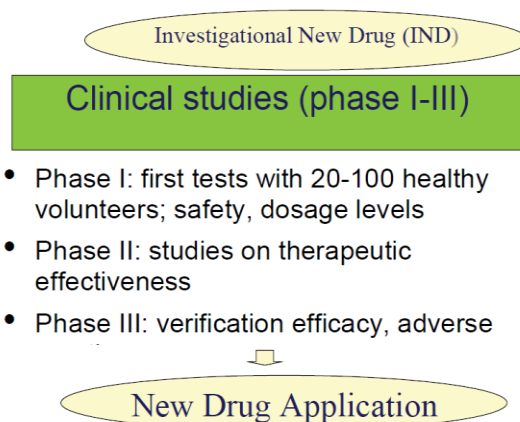 Investigational New Drug (IND)
Clinical studies (phase I-III)
• Phase I: first tests with 20-100 healthy
volunteers; safety, dosage levels
• Phase II: studies on therapeutic
effectiveness
• Phase III: verification efficacy, adverse
New Drug Application